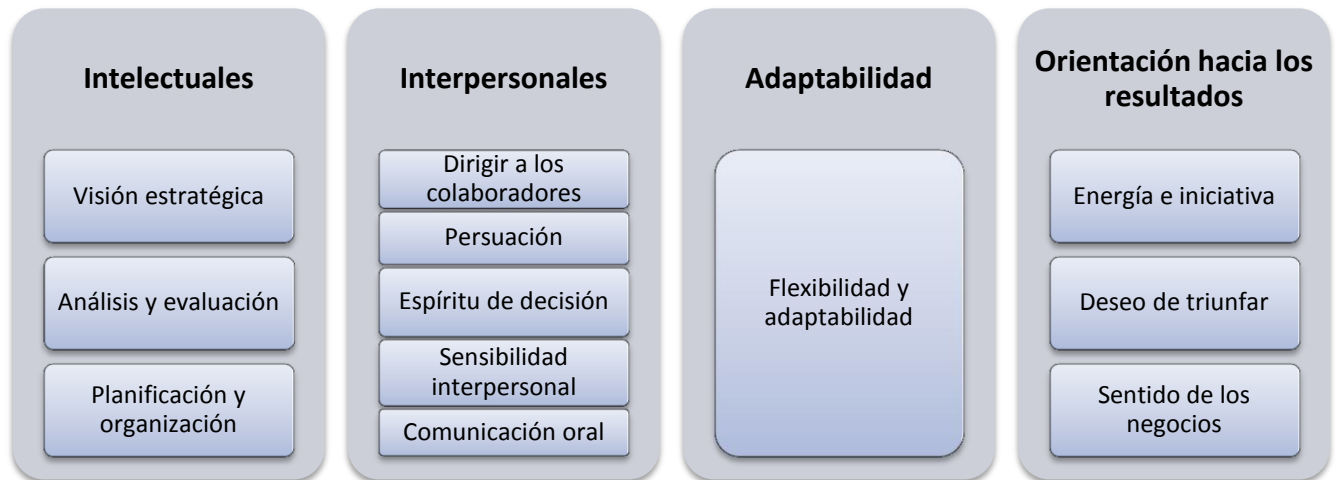 Intelectuales
Visión estratégica
Análisis y evaluación
Planificación y
organización
Interpersonales
Dirigir a los
colaboradores
Persuación
Espíritu de decisión
Sensibilidad
interpersonal
Comunicación oral
Adaptabilidad
Flexibilidad y
adaptabilidad
Orientación hacia los
resultados
Energía e iniciativa
Deseo de triunfar
Sentido de los
negocios